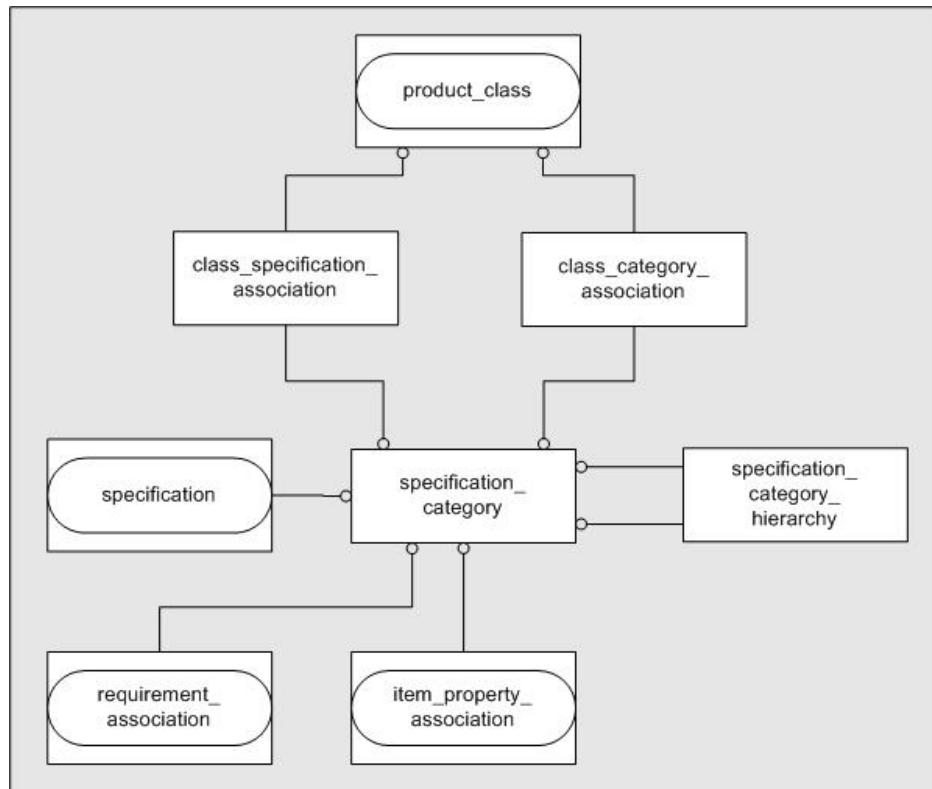 product_class
class_specification_
association
class_category_
association
specification
specification_
category
specification_
category_
hierarchy
requirement_
association
item_property_
association